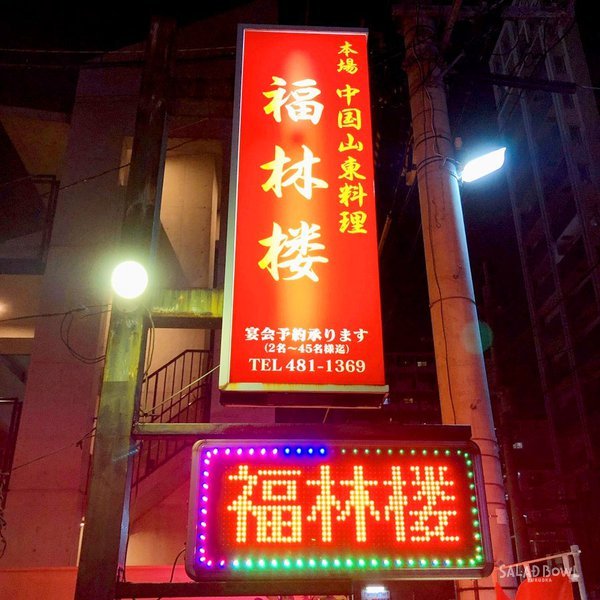 本場 中国山東料理
福林楼
宴会予約承ります
(2名～45名様迄)
TEL 481-1369
福林楼
SALAD BOWL
FUKUOKA